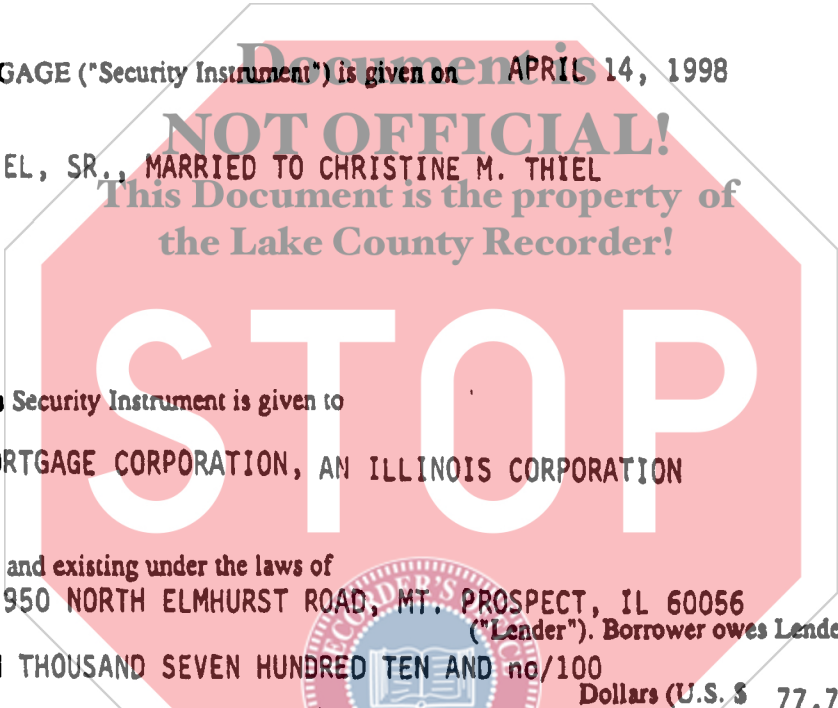 Document is
GAGE ("Security Instrument") is given on APRIL 14, 1998
NOT OFFICIAL!
EL, SR., MARRIED TO CHRISTINE M. THIEL
This Document is the property of
the Lake County Recorder!
STOP
Security Instrument is given to
RTGAGE CORPORATION, AN ILLINOIS CORPORATION
and existing under the laws of
950 NORTH ELMHURST ROAD, MT. PROSPECT, IL 60056
("Lender"). Borrower owes Lende
THOUSAND SEVEN HUNDRED TEN AND no/100
Dollars (U.S. $ 77,7